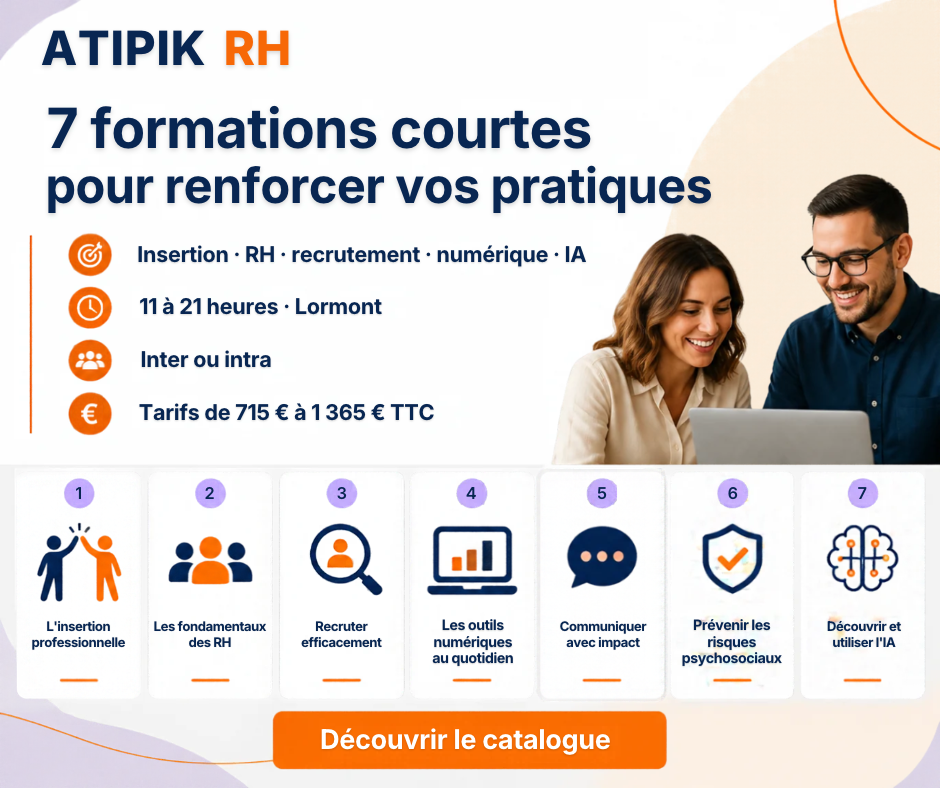 ATIPIK RH
7 formations courtes
pour renforcer vos pratiques
Insertion · RH · recrutement · numérique · IA
11 à 21 heures · Lormont
Inter ou intra
€
Tarifs de 715 € à 1 365 € TTC
1
L'insertion
professionnelle
2
Les fondamentaux
des RH
3
Recruter
efficacement
4
Les outils
numériques
au quotidien
5
Communiquer
avec impact
6
Prévenir les
risques
psychosociaux
7
Découvrir et
utiliser l'IA
Découvrir le catalogue